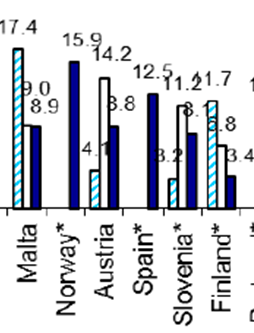 17.4
9.0
8.9
15.9
4.1
14.2
8.8
12.5
3.2
11.2
8.1
11.7
6.8
3.4
Malta
Norway*
Austria
Spain*
Slovenia*
Finland*